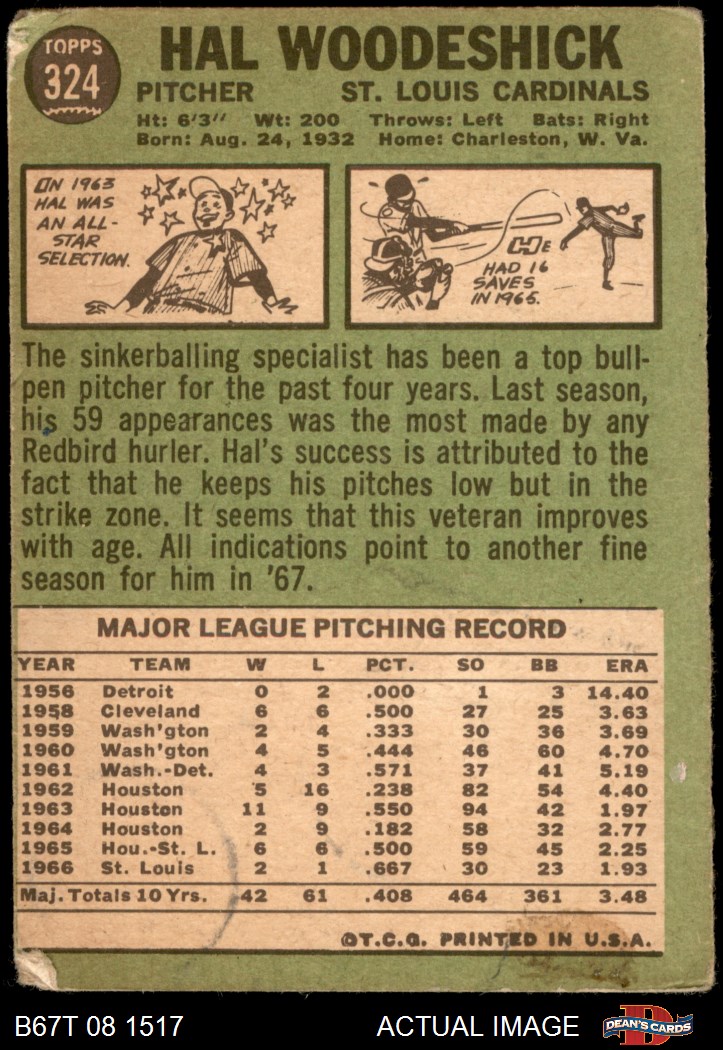 TOPPS
324
HAL WOODESHICK
PITCHER ST. LOUIS CARDINALS
Ht: 6'3" Wt: 200 Throws: Left Bats: Right
Born: Aug. 24, 1932 Home: Charleston, W. Va.
IN 1963
HAL WAS
AN ALL-
STAR
SELECTION.
HE
HAD 16
SAVES
IN 1965.
The sinkerballing specialist has been a top bull-
pen pitcher for the past four years. Last season,
his 59 appearances was the most made by any
Redbird hurler. Hal's success is attributed to the
fact that he keeps his pitches low but in the
strike zone. It seems that this veteran improves
with age. All indications point to another fine
season for him in '67.
MAJOR LEAGUE PITCHING RECORD
YEAR TEAM W L PCT. SO BB ERA
1956 Detroit 0 2 .000 1 3 14.40
1958 Cleveland 6 6 .500 27 25 3.63
1959 Wash'gton 2 4 .333 30 36 3.69
1960 Wash'gton 4 5 .444 46 60 4.70
1961 Wash.-Det. 4 3 .571 37 41 5.19
1962 Houston 5 16 .238 82 54 4.40
1963 Houston 11 9 .550 94 42 1.97
1964 Houston 2 9 .182 58 32 2.77
1965 Hou.-St. L. 6 6 .500 59 45 2.25
1966 St. Louis 2 1 .667 30 23 1.93
Maj. Totals 10 Yrs. 42 61 .408 464 361 3.48
©T.C.G. PRINTED IN U.S.A.
B67T 08 1517 ACTUAL IMAGE DEAN'S CARDS